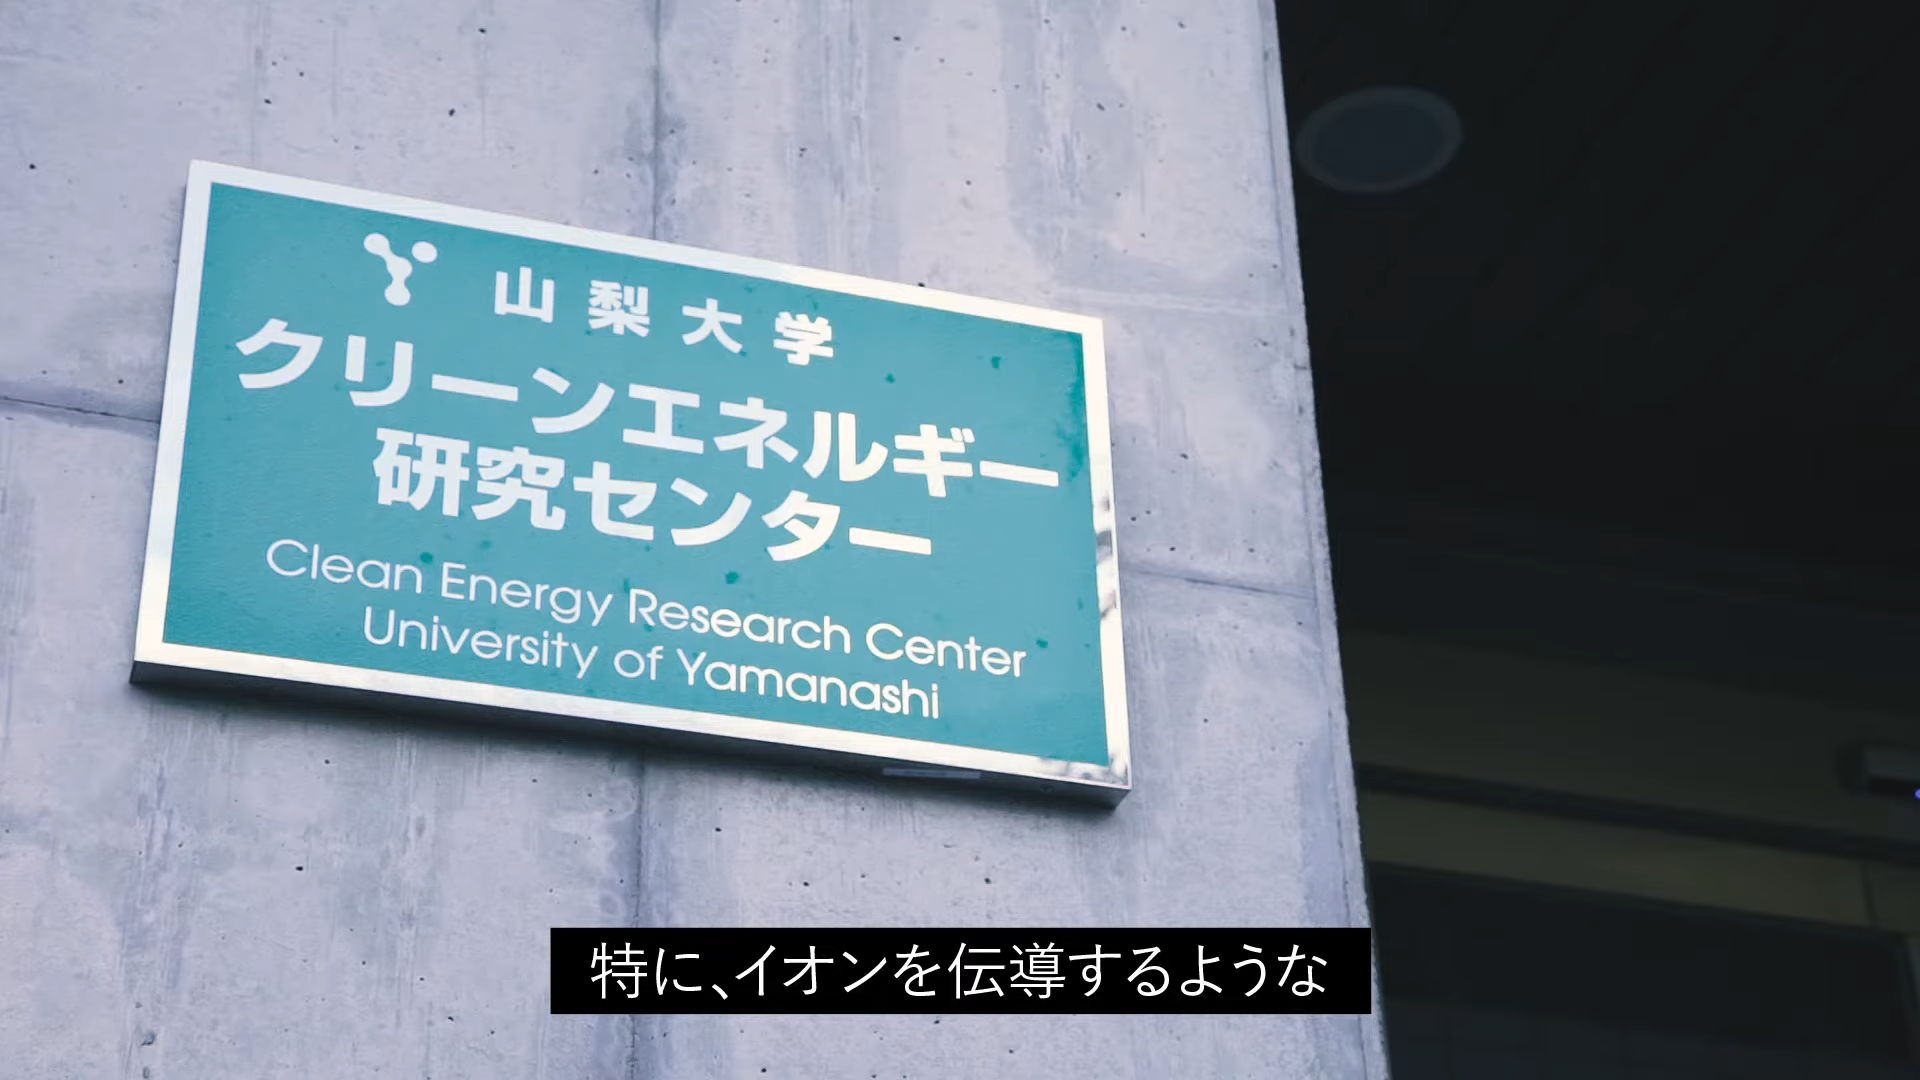 山梨大学
クリーンエネルギー
研究センター
Clean Energy Research Center
University of Yamanashi
特に、イオンを伝導するような